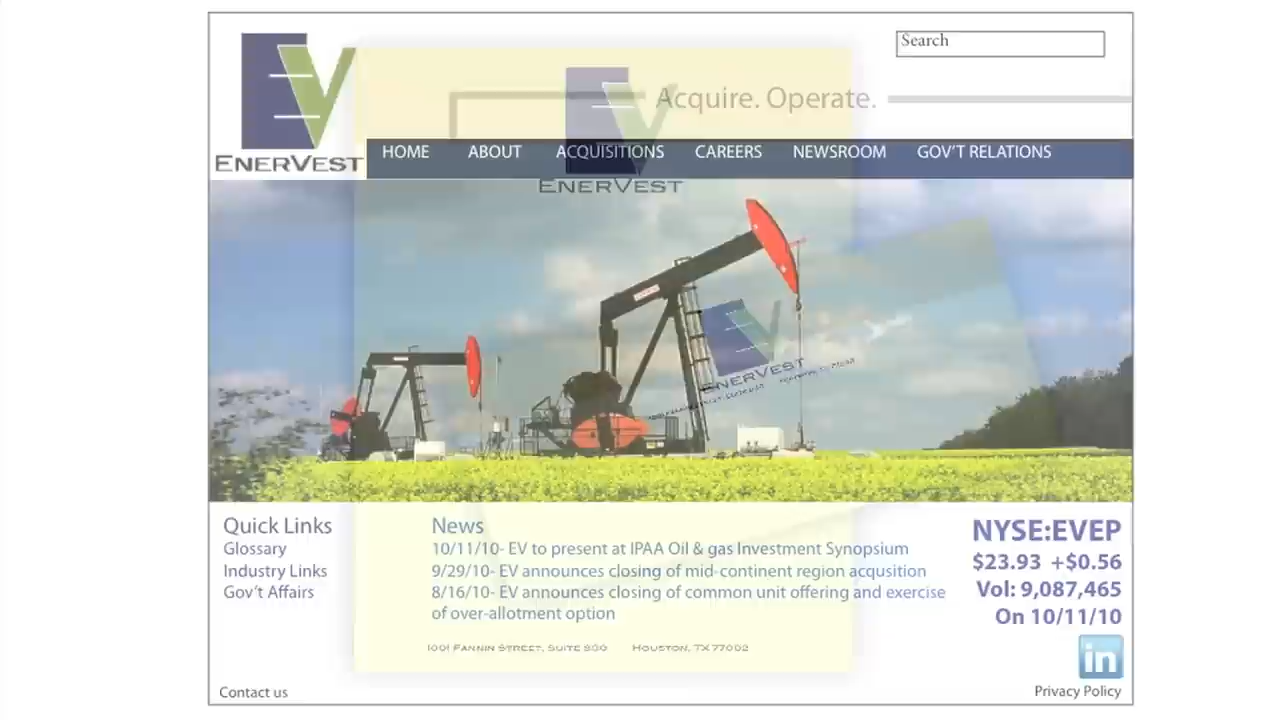 Search
EV
EV
Acquire. Operate.
ENERVEST
HOME ABOUT ACQUISITIONS CAREERS NEWSROOM GOV'T RELATIONS
ENERVEST
EV
ENERVEST
Quick Links
Glossary
Industry Links
Gov't Affairs
News
10/11/10- EV to present at IPAA Oil & gas Investment Synopsium
9/29/10- EV announces closing of mid-continent region acqusition
8/16/10- EV announces closing of common unit offering and exercise
of over-allotment option
NYSE:EVEP
$23.93 +$0.56
Vol: 9,087,465
On 10/11/10
1001 FANNIN STREET, SUITE 800 HOUSTON, TX 77002
in
Contact us
Privacy Policy